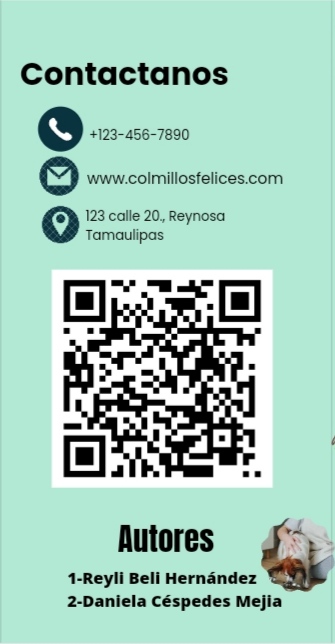 Contactanos
+123-456-7890
www.colmillosfelices.com
123 calle 20., Reynosa
Tamaulipas
Autores
1-Reyli Beli Hernández
2-Daniela Céspedes Mejia